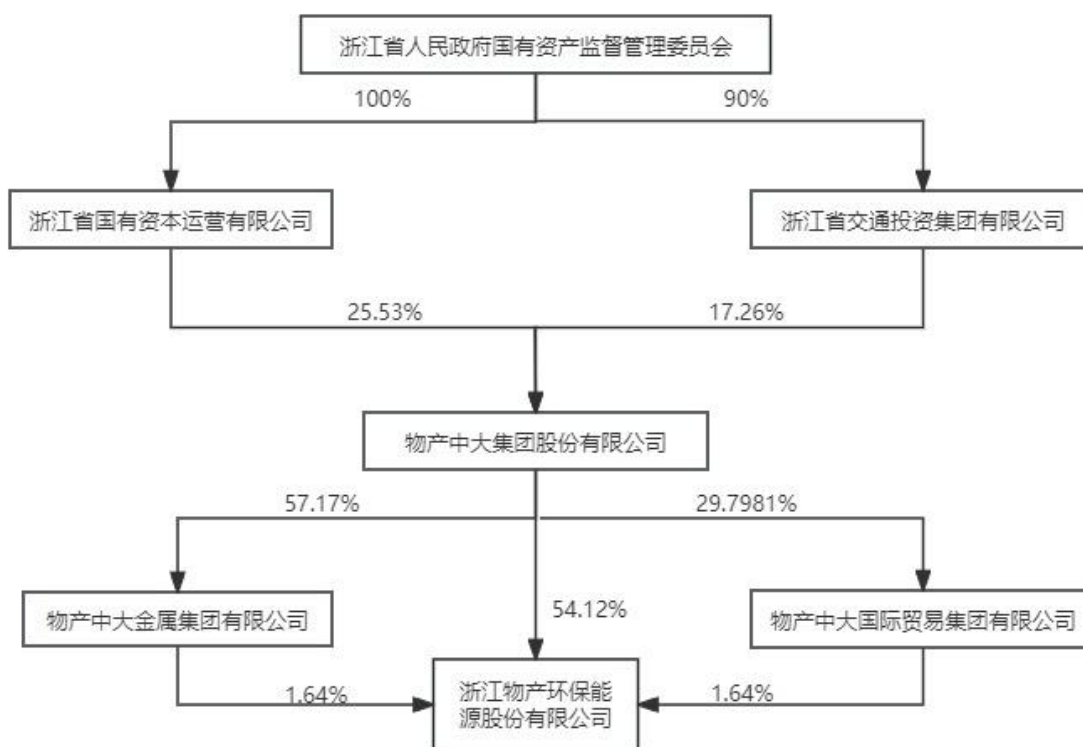 浙江省人民政府国有资产监督管理委员会
100%
90%
浙江省国有资本运营有限公司
浙江省交通投资集团有限公司
25.53%
17.26%
物产中大集团股份有限公司
57.17%
29.7981%
物产中大金属集团有限公司
54.12%
物产中大国际贸易集团有限公司
1.64%
浙江物产环保能
源股份有限公司
1.64%